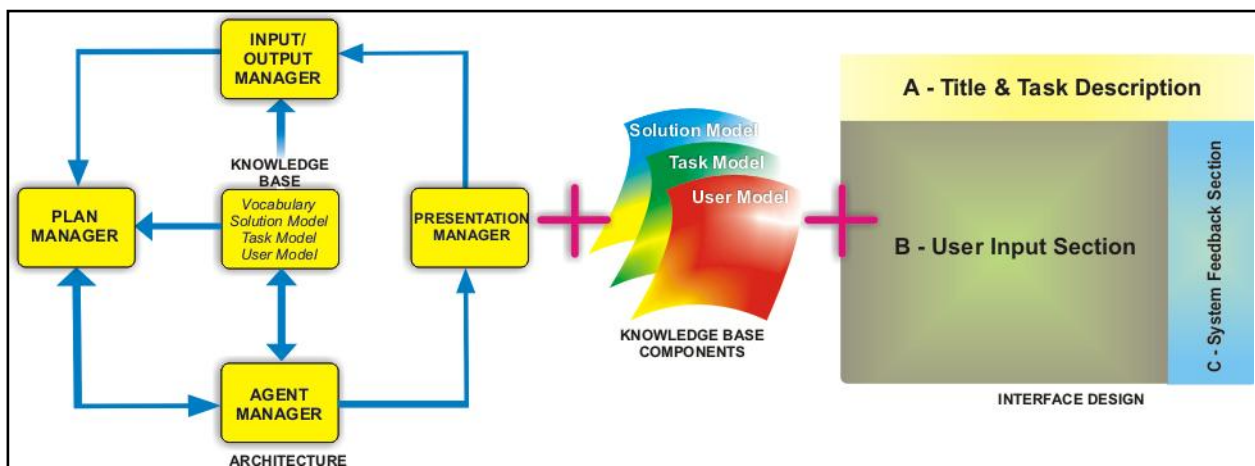 INPUT/
OUTPUT
MANAGER
KNOWLEDGE
BASE
Vocabulary
Solution Model
Task Model
User Model
PLAN
MANAGER
PRESENTATION
MANAGER
AGENT
MANAGER
ARCHITECTURE
Solution Model
Task Model
User Model
KNOWLEDGE BASE
COMPONENTS
A - Title & Task Description
B - User Input Section
C - System Feedback Section
INTERFACE DESIGN